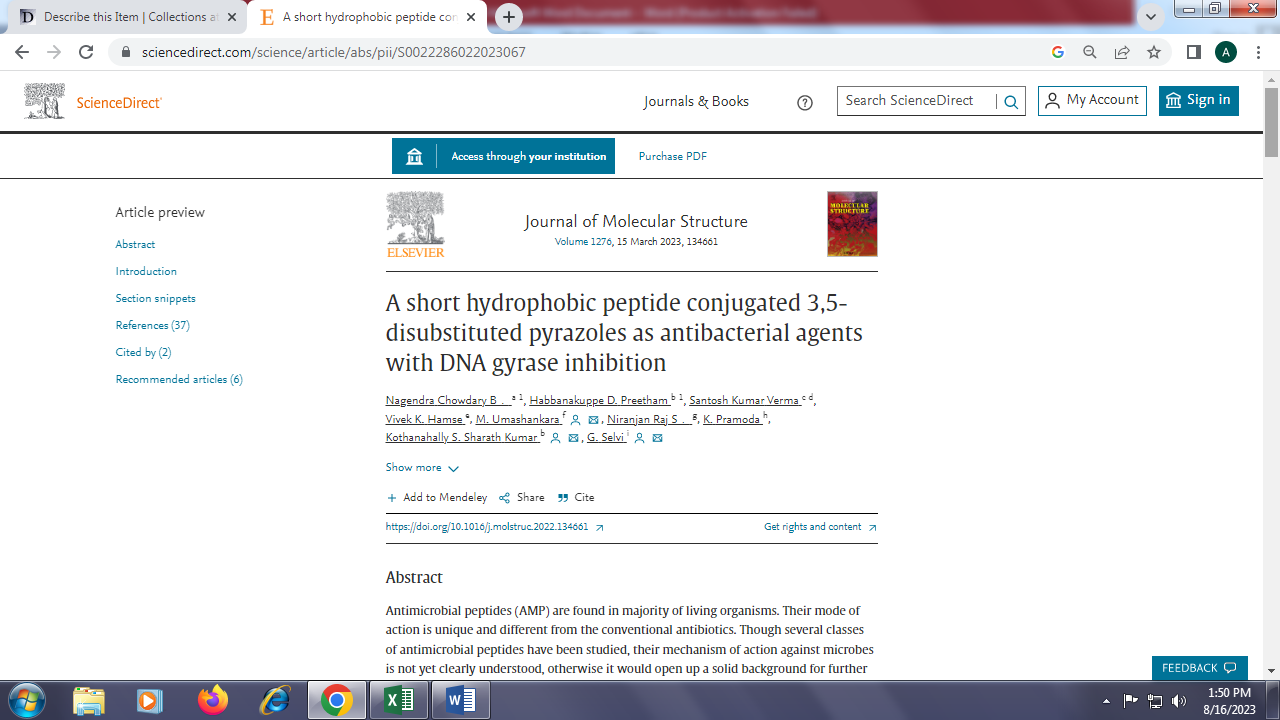 Describe this Item | Collections at
A short hydrophobic peptide con
sciencedirect.com/science/article/abs/pii/S0022286022023067
A
ScienceDirect
Journals & Books
Search ScienceDirect
My Account
Sign in
Access through your institution
Purchase PDF
Article preview
Abstract
Introduction
Section snippets
References (37)
Cited by (2)
Recommended articles (6)
ELSEVIER
Journal of Molecular Structure
Volume 1276, 15 March 2023, 134661
MOLECULAR
STRUCTURE
A short hydrophobic peptide conjugated 3,5-
disubstituted pyrazoles as antibacterial agents
with DNA gyrase inhibition
Nagendra Chowdary B . a 1, Habbanakuppe D. Preetham b 1, Santosh Kumar Verma c d,
Vivek K. Hamse e, M. Umashankara f, Niranjan Raj S . g, K. Pramoda h,
Kothanahally S. Sharath Kumar b, G. Selvi i
Show more
Add to Mendeley Share Cite
https://doi.org/10.1016/j.molstruc.2022.134661
Get rights and content
Abstract
Antimicrobial peptides (AMP) are found in majority of living organisms. Their mode of
action is unique and different from the conventional antibiotics. Though several classes
of antimicrobial peptides have been studied, their mechanism of action against microbes
is not yet clearly understood, otherwise it would open up a solid background for further
FEEDBACK
1:50 PM
8/16/2023